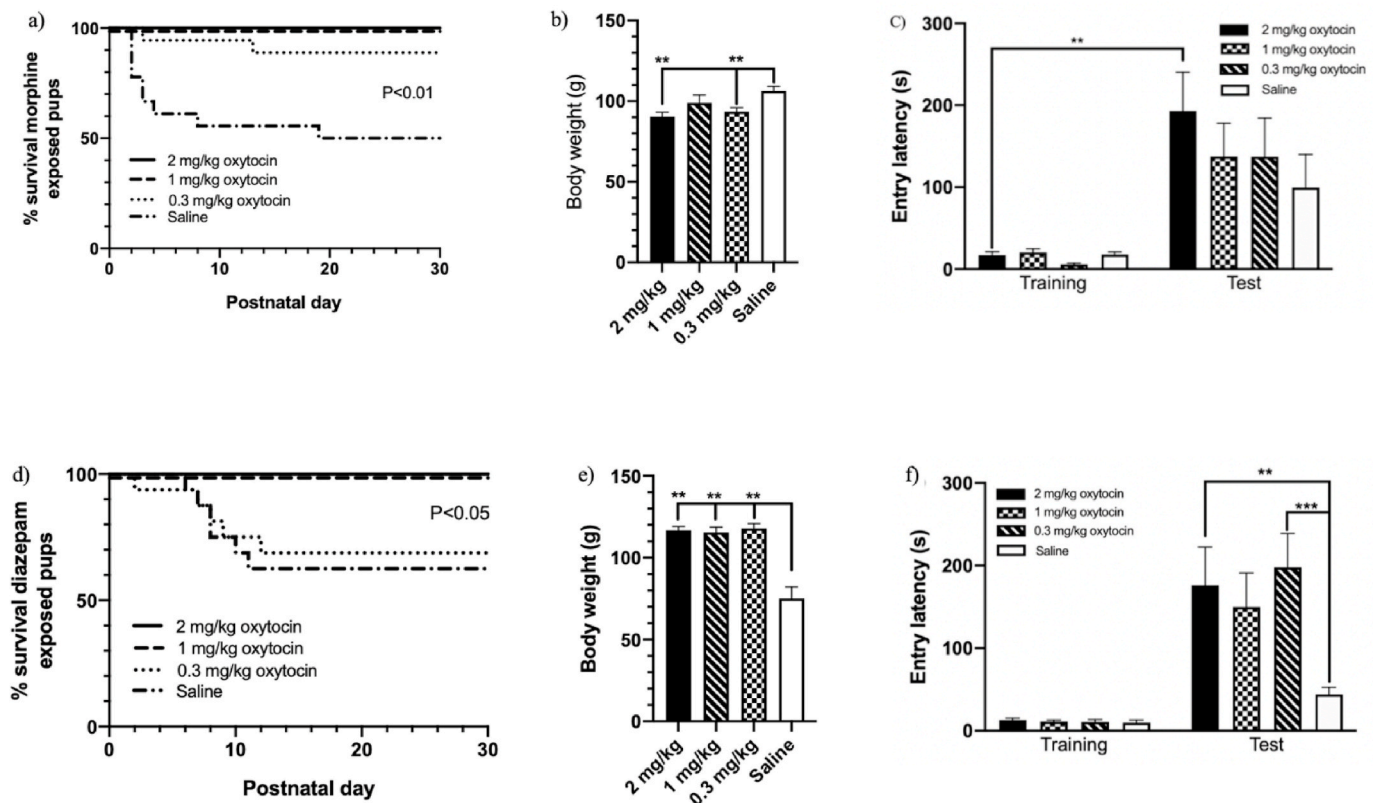 a)
% survival morphine
exposed pups
100
50
0
P<0.01
2 mg/kg oxytocin
1 mg/kg oxytocin
0.3 mg/kg oxytocin
Saline
0 10 20 30
Postnatal day
b)
Body weight (g)
150
100
50
0
** **
2 mg/kg
1 mg/kg
0.3 mg/kg
Saline
c)
Entry latency (s)
300
200
100
0
**
2 mg/kg oxytocin
1 mg/kg oxytocin
0.3 mg/kg oxytocin
Saline
Training Test
d)
% survival diazepam
exposed pups
100
50
0
P<0.05
2 mg/kg oxytocin
1 mg/kg oxytocin
0.3 mg/kg oxytocin
Saline
0 10 20 30
Postnatal day
e)
Body weight (g)
150
100
50
0
** ** **
2 mg/kg
1 mg/kg
0.3 mg/kg
Saline
f)
Entry latency (s)
300
200
100
0
2 mg/kg oxytocin
1 mg/kg oxytocin
0.3 mg/kg oxytocin
Saline
**
***
Training Test